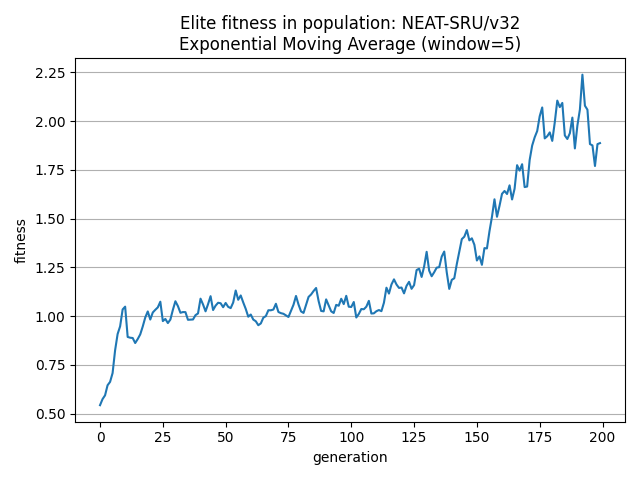 Elite fitness in population: NEAT-SRU/v32
Exponential Moving Average (window=5)
fitness
2.25
2.00
1.75
1.50
1.25
1.00
0.75
0.50
0 25 50 75 100 125 150 175 200
generation